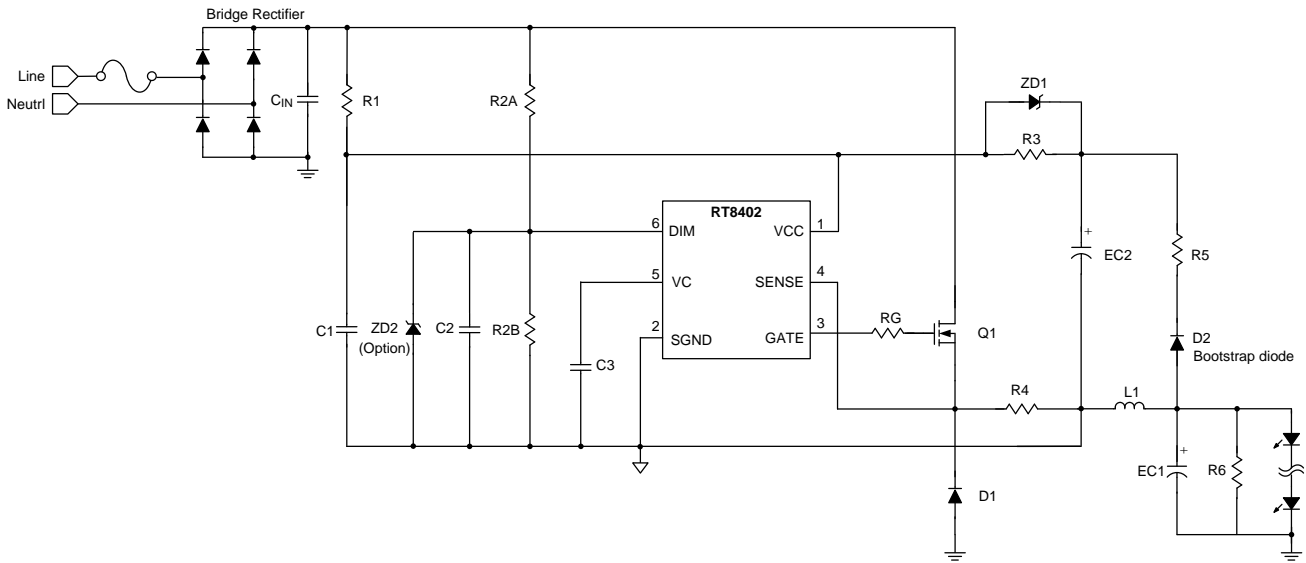 Bridge Rectifier
Line
Neutrl
CIN
R1
R2A
ZD1
R3
RT8402
6
DIM
VCC
1
5
VC
SENSE
4
2
SGND
GATE
3
EC2
+
R5
C1
ZD2
(Option)
C2
R2B
C3
RG
Q1
D2
Bootstrap diode
R4
L1
EC1
+
R6
D1